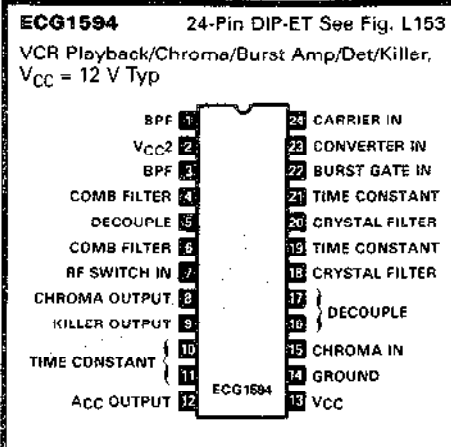 ECG1594 24-Pin DIP-ET See Fig. L153
VCR Playback/Chroma/Burst Amp/Det/Killer,
VCC = 12 V Typ
BPF 1 24 CARRIER IN
VCC2 2 23 CONVERTER IN
BPF 3 22 BURST GATE IN
COMB FILTER 4 21 TIME CONSTANT
DECOUPLE 5 20 CRYSTAL FILTER
COMB FILTER 6 19 TIME CONSTANT
RF SWITCH IN 7 18 CRYSTAL FILTER
CHROMA OUTPUT 8 17
DECOUPLE
KILLER OUTPUT 9 16
10 15 CHROMA IN
TIME CONSTANT
11 14 GROUND
ECG1594
ACC OUTPUT 12 13 VCC